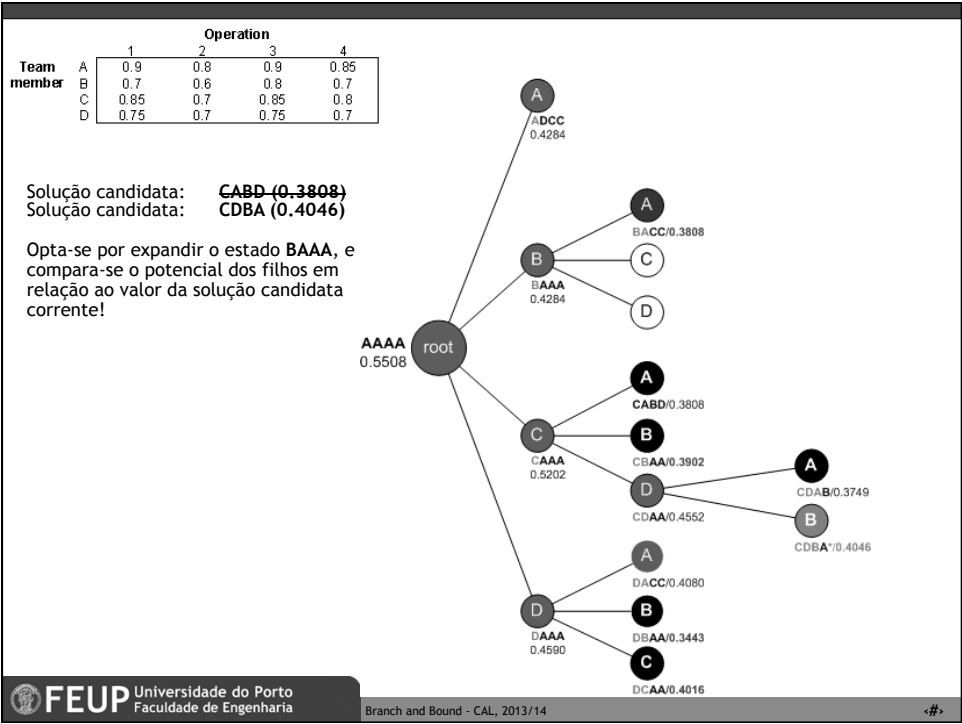 Operation
1 2 3 4
Team member
A 0.9 0.8 0.9 0.85
B 0.7 0.6 0.8 0.7
C 0.85 0.7 0.85 0.8
D 0.75 0.7 0.75 0.7
Solução candidata: CABD (0.3808)
Solução candidata: CDBA (0.4046)
Opta-se por expandir o estado BAAA, e
compara-se o potencial dos filhos em
relação ao valor da solução candidata
corrente!
AAAA
0.5508
root
A
ADCC
0.4284
B
BAAA
0.4284
A
BACC/0.3808
C
D
C
CAAA
0.5202
A
CABD/0.3808
B
CBAA/0.3902
D
CDAA/0.4552
A
CDAB/0.3749
B
CDBA*/0.4046
D
DAAA
0.4590
A
DACC/0.4080
B
DBAA/0.3443
C
DCAA/0.4016
FEUP Universidade do Porto
Faculdade de Engenharia
Branch and Bound - CAL, 2013/14
‹#›